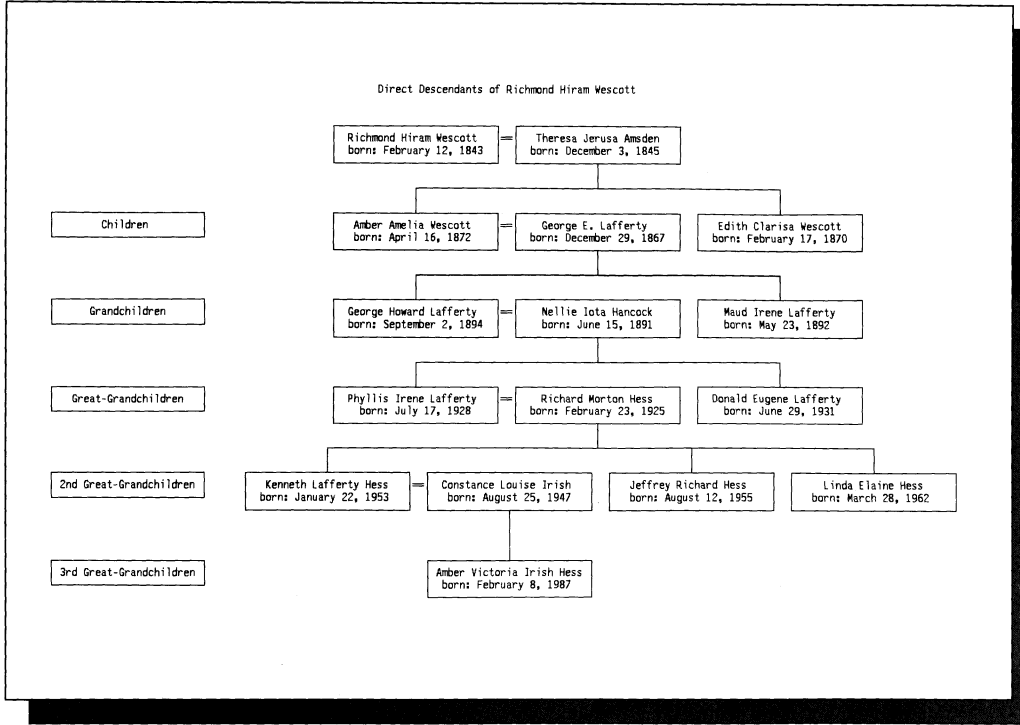 Direct Descendants of Richmond Hiram Wescott
Richmond Hiram Wescott
born: February 12, 1843
Theresa Jerusa Amsden
born: December 3, 1845
Children
Amber Amelia Wescott
born: April 16, 1872
George E. Lafferty
born: December 29, 1867
Edith Clarisa Wescott
born: February 17, 1870
Grandchildren
George Howard Lafferty
born: September 2, 1894
Nellie Iota Hancock
born: June 15, 1891
Maud Irene Lafferty
born: May 23, 1892
Great-Grandchildren
Phyllis Irene Lafferty
born: July 17, 1928
Richard Morton Hess
born: February 23, 1925
Donald Eugene Lafferty
born: June 29, 1931
2nd Great-Grandchildren
Kenneth Lafferty Hess
born: January 22, 1953
Constance Louise Irish
born: August 25, 1947
Jeffrey Richard Hess
born: August 12, 1955
Linda Elaine Hess
born: March 28, 1962
3rd Great-Grandchildren
Amber Victoria Irish Hess
born: February 8, 1987